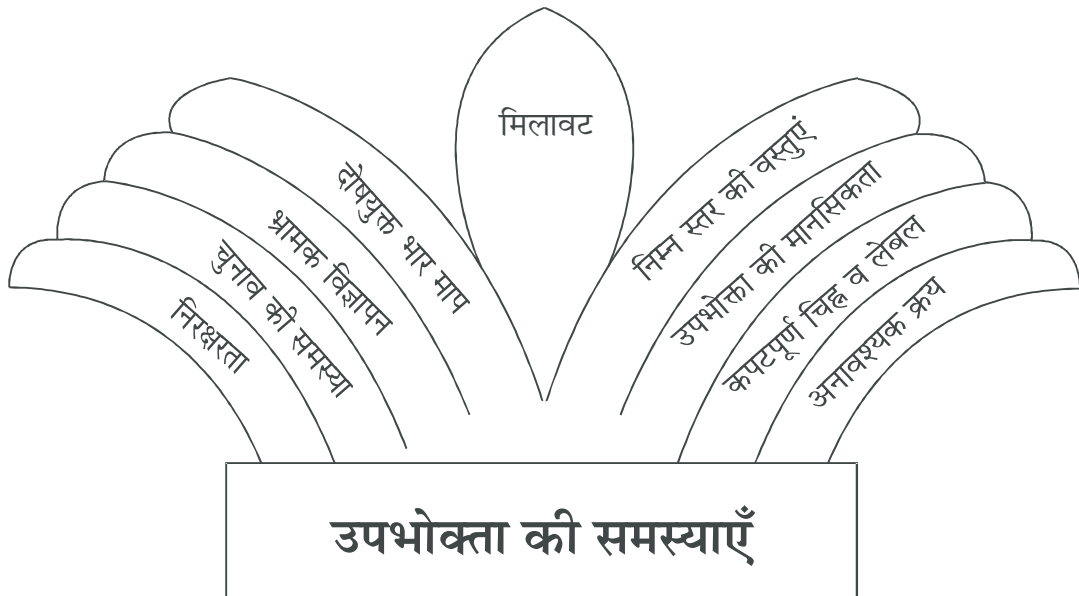 मिलावट
दोषयुक्त भार माप
भ्रामक विज्ञापन
चुनाव की समस्या
निरक्षरता
निम्न स्तर की वस्तुएं
उपभोक्ता की मानसिकता
कपटपूर्ण चिह्न व लेबल
अनावश्यक क्रय
उपभोक्ता की समस्याएँ